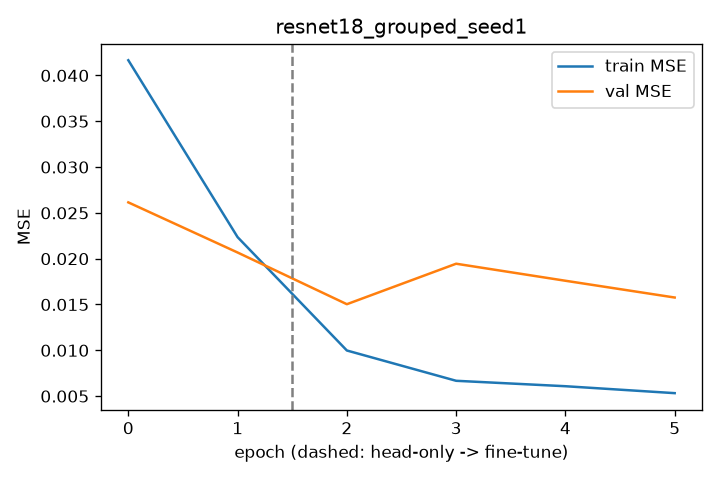 resnet18_grouped_seed1
train MSE
val MSE
0.040
0.035
0.030
0.025
0.020
0.015
0.010
0.005
MSE
0 1 2 3 4 5
epoch (dashed: head-only -> fine-tune)